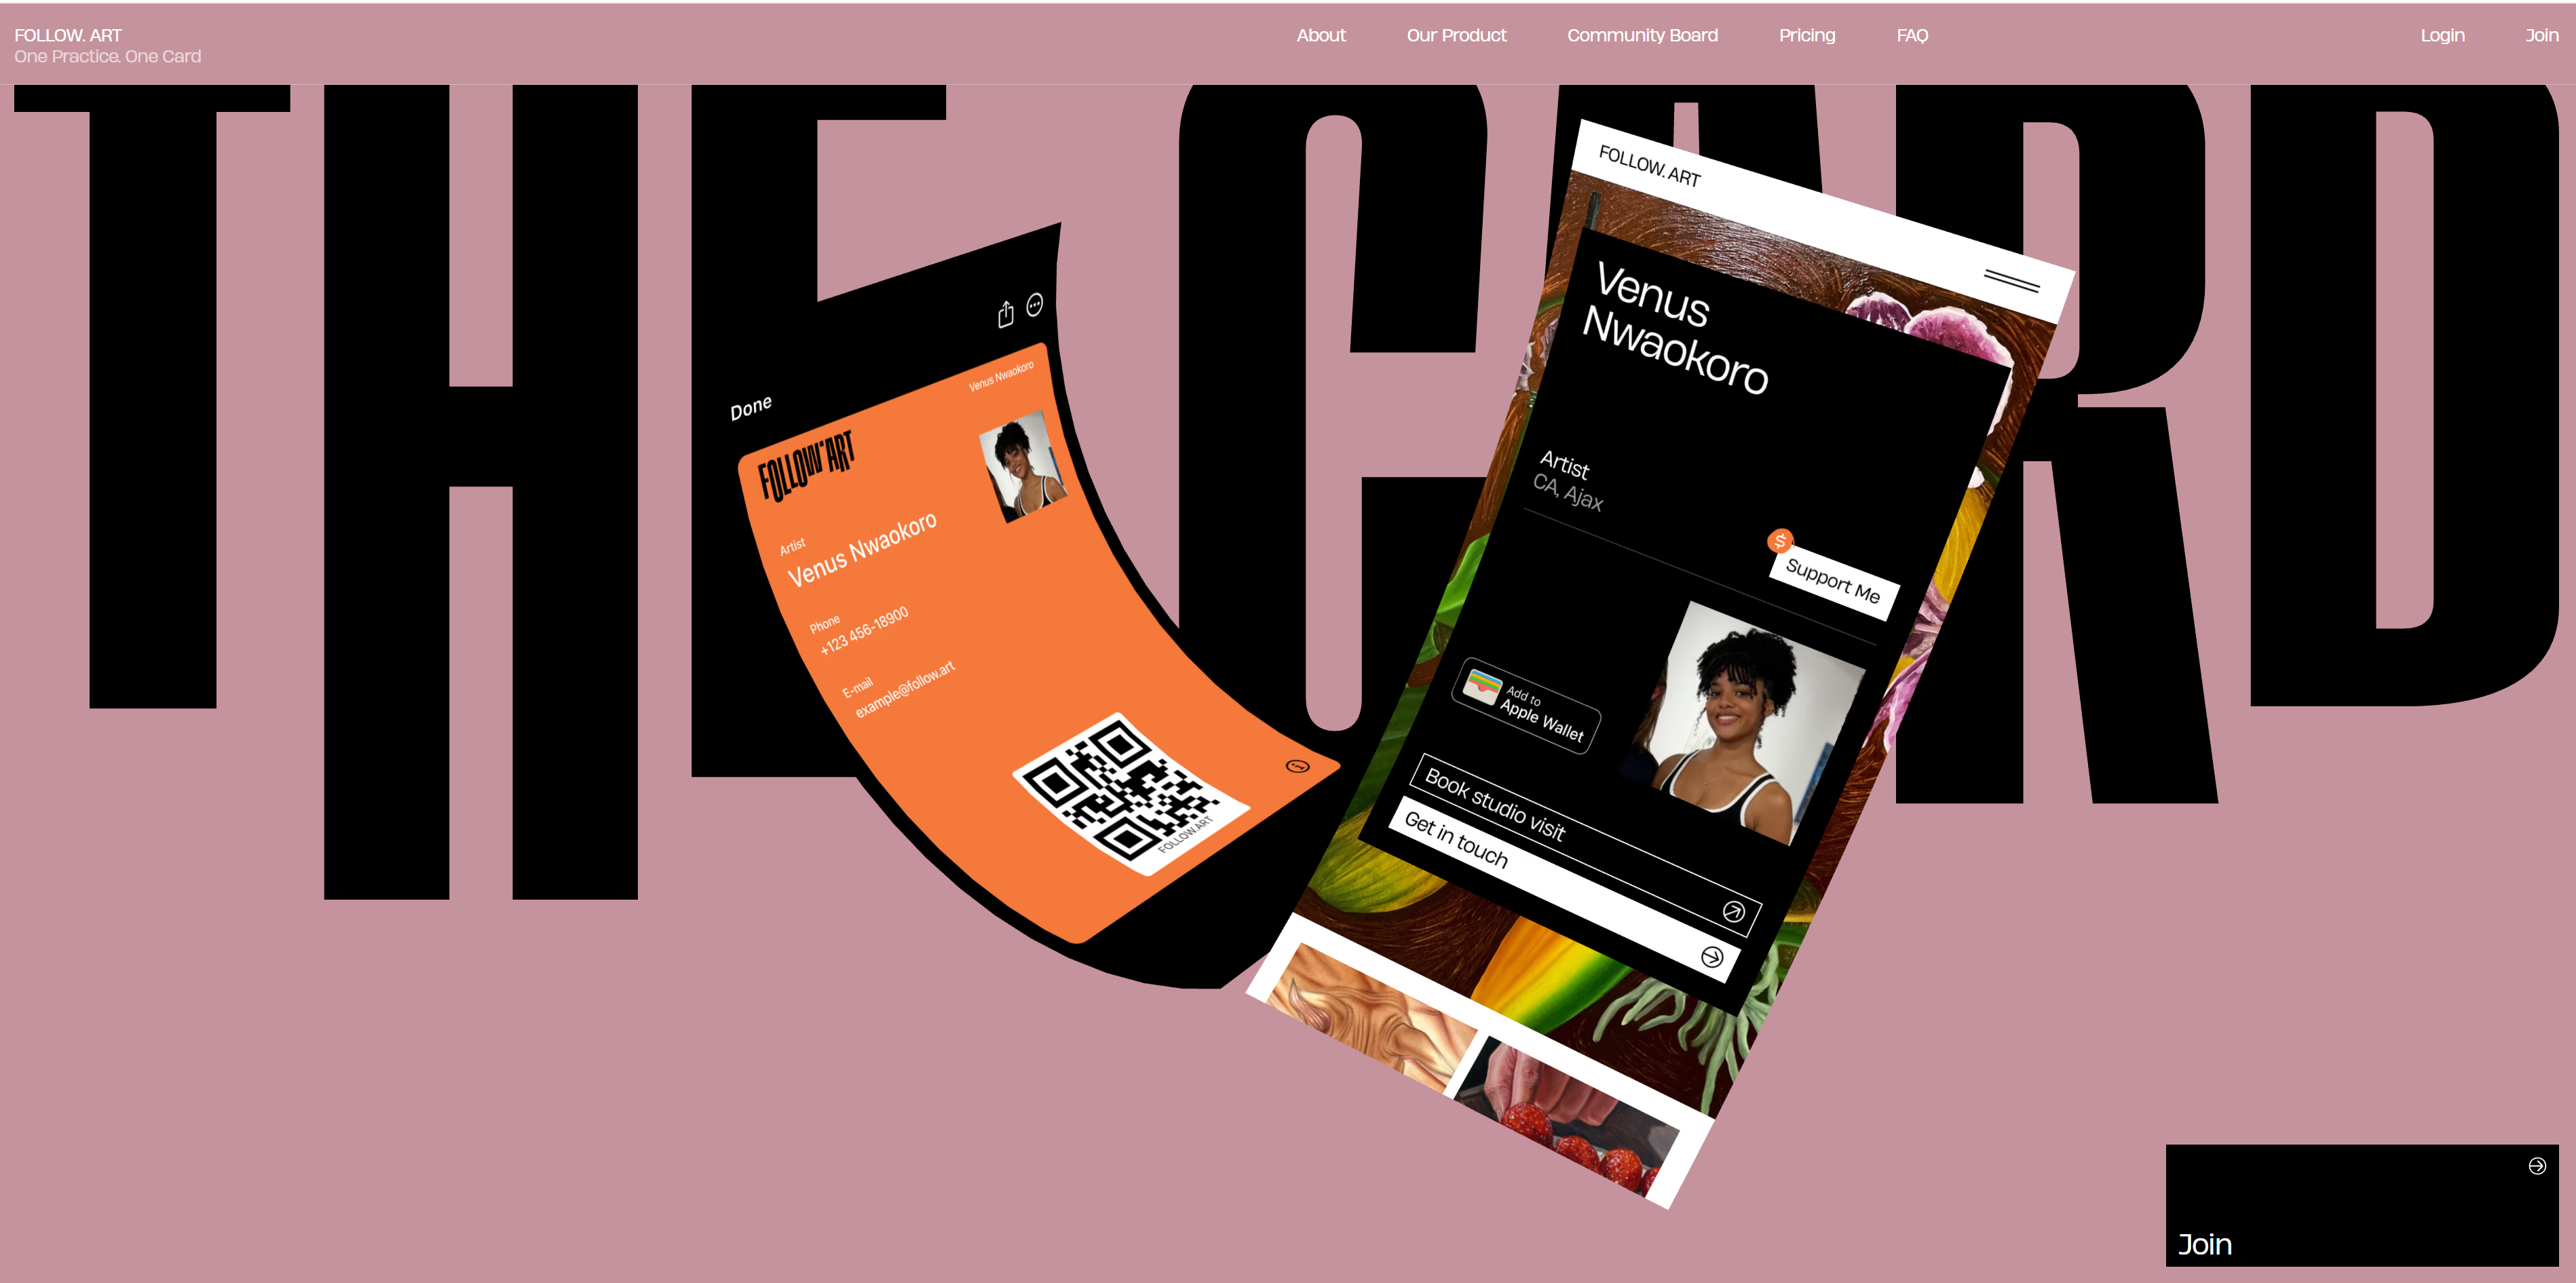 FOLLOW. ART
One Practice. One Card
About
Our Product
Community Board
Pricing
FAQ
Login
Join
THE CARD
Done
Venus Nwaokoro
FOLLOW.ART
Artist
Venus Nwaokoro
Phone
+123 456-18900
E-mail
example@follow.art
FOLLOW.ART
FOLLOW. ART
Venus
Nwaokoro
Artist
CA, Ajax
$
Support Me
Add to
Apple Wallet
Book studio visit
Get in touch
Join